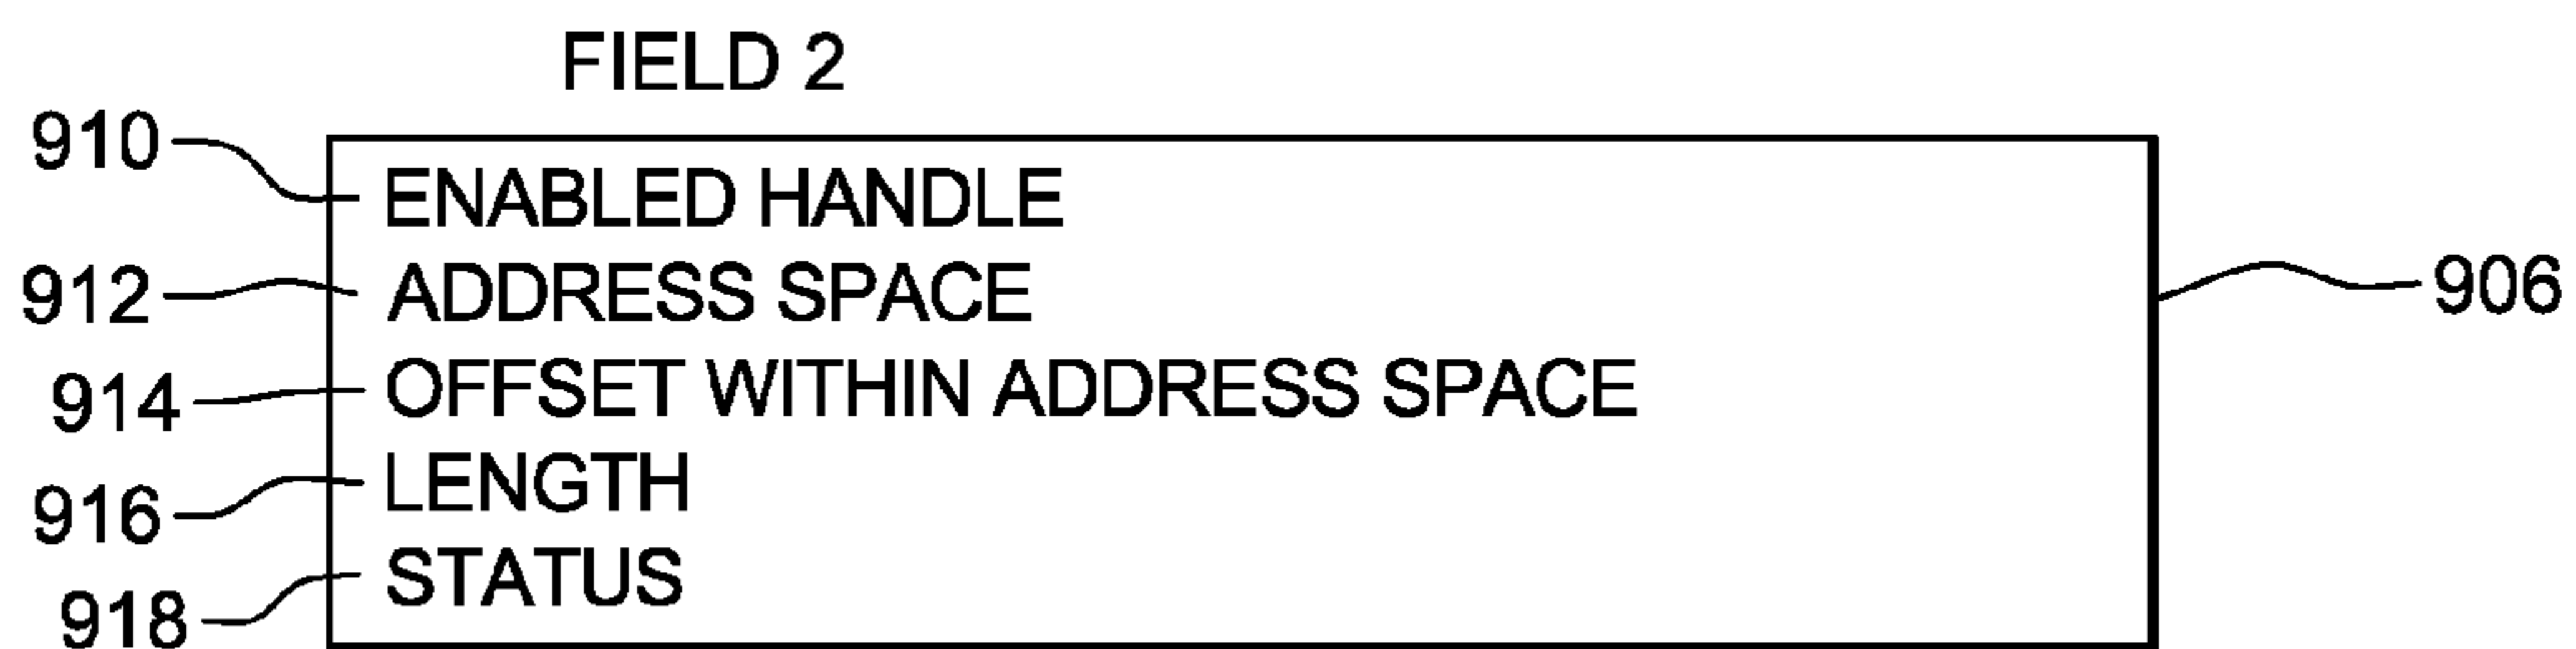 FIELD 2
910 ENABLED HANDLE
912 ADDRESS SPACE 906
914 OFFSET WITHIN ADDRESS SPACE
916 LENGTH
918 STATUS